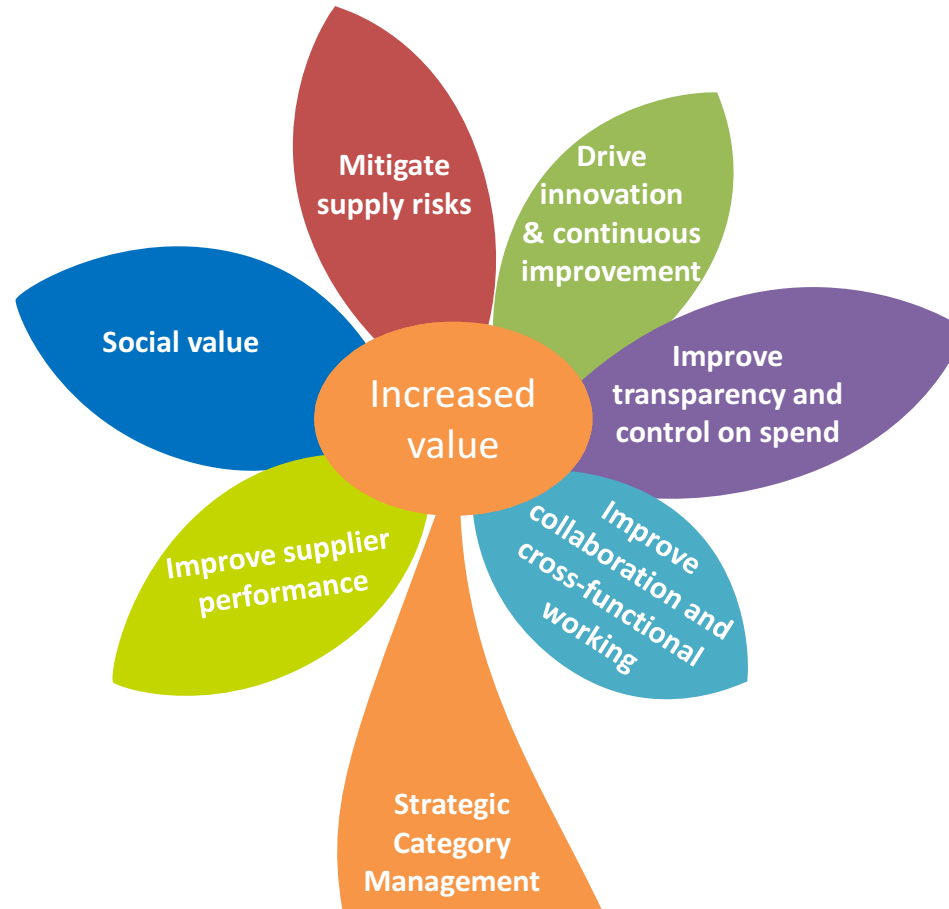 Mitigate
supply risks
Drive
innovation
& continuous
improvement
Social value
Increased
value
Improve
transparency and
control on spend
Improve supplier
performance
Improve
collaboration and
cross-functional
working
Strategic
Category
Management